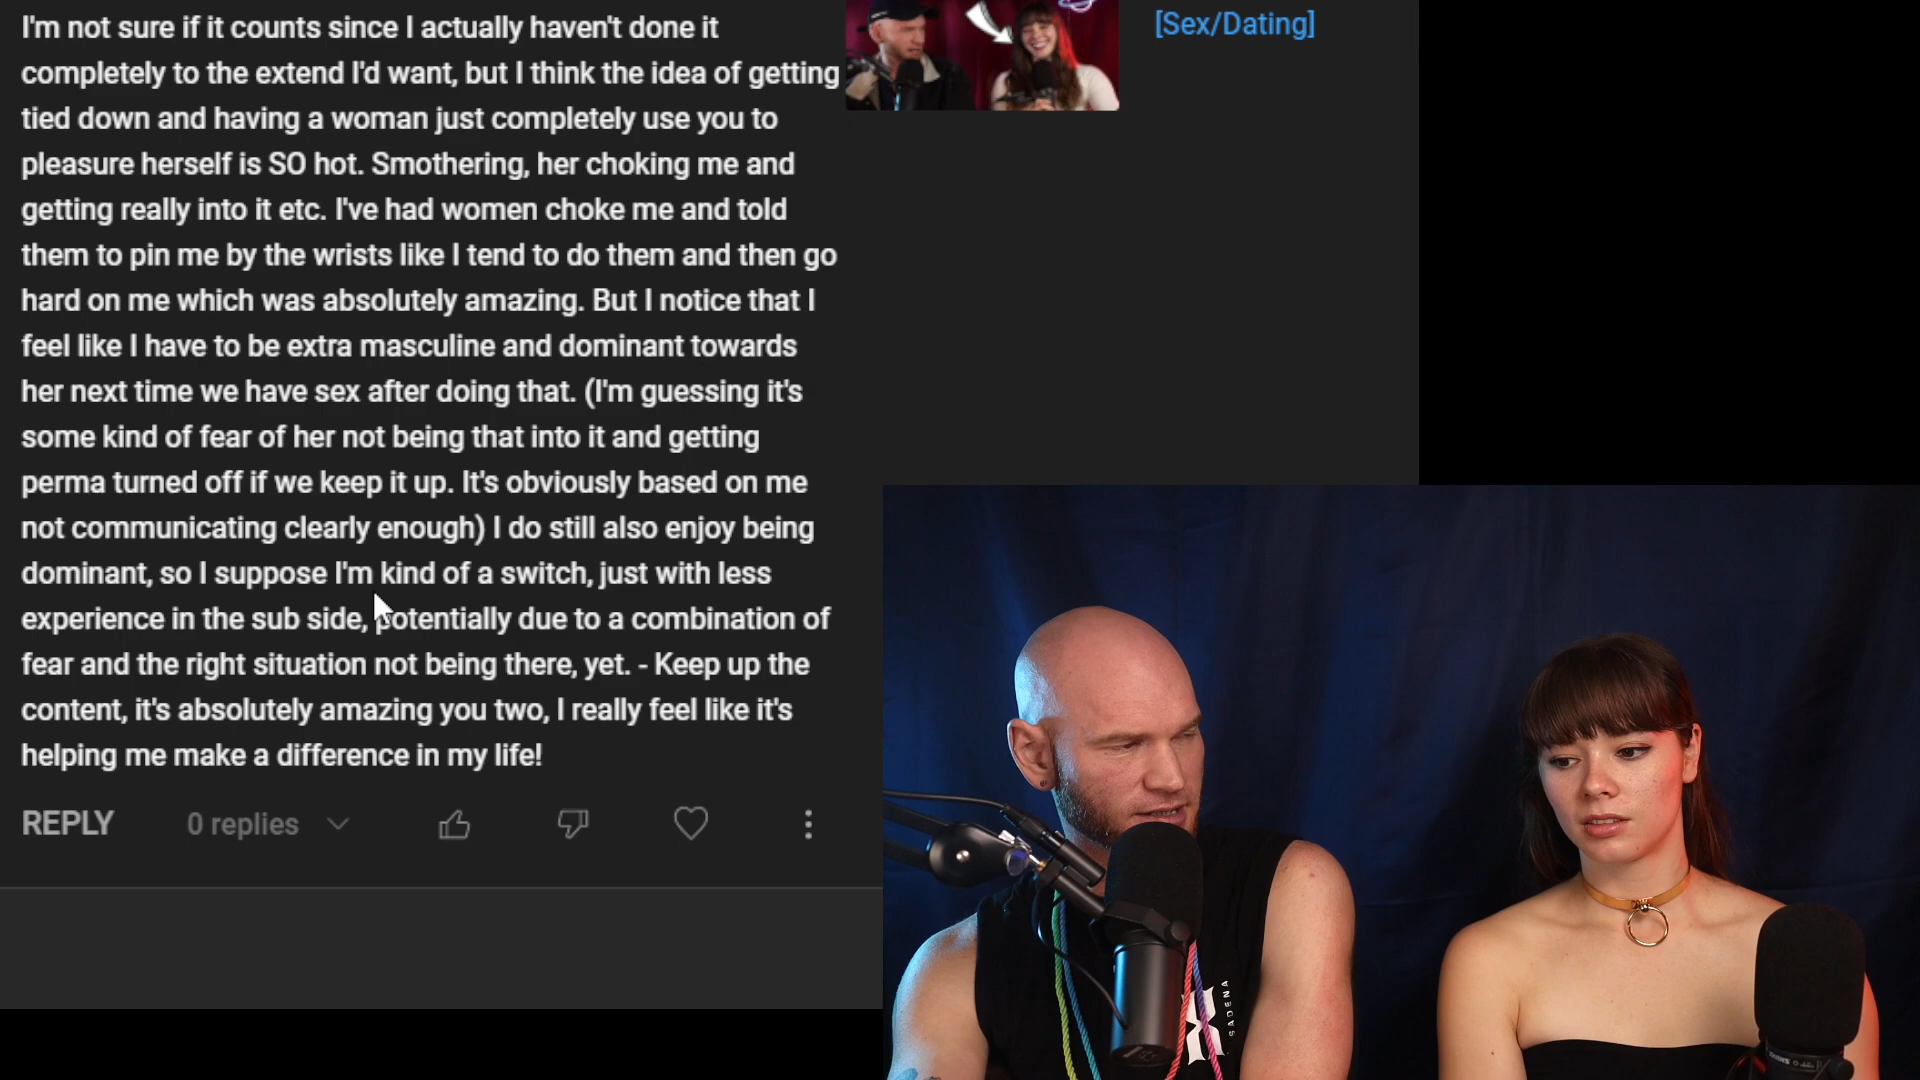 I'm not sure if it counts since I actually haven't done it
completely to the extend I'd want, but I think the idea of getting
tied down and having a woman just completely use you to
pleasure herself is SO hot. Smothering, her choking me and
getting really into it etc. I've had women choke me and told
them to pin me by the wrists like I tend to do them and then go
hard on me which was absolutely amazing. But I notice that I
feel like I have to be extra masculine and dominant towards
her next time we have sex after doing that. (I'm guessing it's
some kind of fear of her not being that into it and getting
perma turned off if we keep it up. It's obviously based on me
not communicating clearly enough) I do still also enjoy being
dominant, so I suppose I'm kind of a switch, just with less
experience in the sub side, potentially due to a combination of
fear and the right situation not being there, yet. - Keep up the
content, it's absolutely amazing you two, I really feel like it's
helping me make a difference in my life!
REPLY 0 replies
[Sex/Dating]
SADENA